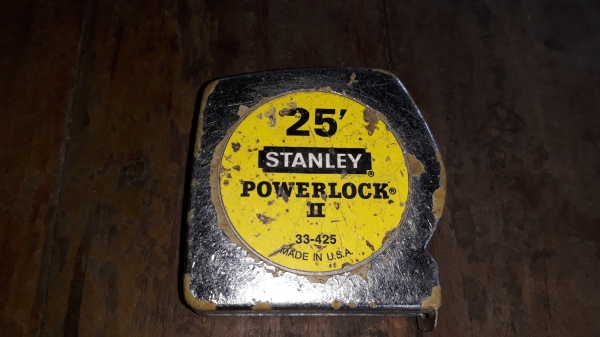 25'
STANLEY®
POWERLOCK®
II
33-425
MADE IN U.S.A.